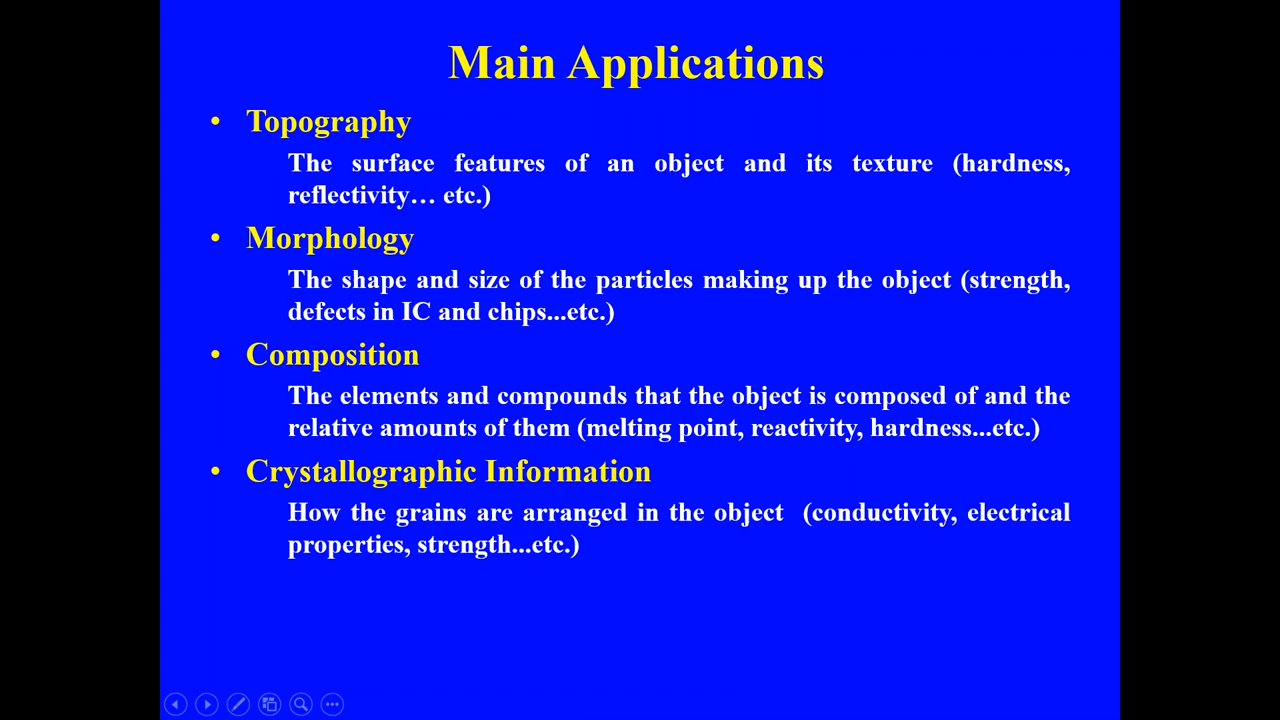 Main Applications
• Topography
The surface features of an object and its texture (hardness,
reflectivity… etc.)
• Morphology
The shape and size of the particles making up the object (strength,
defects in IC and chips...etc.)
• Composition
The elements and compounds that the object is composed of and the
relative amounts of them (melting point, reactivity, hardness...etc.)
• Crystallographic Information
How the grains are arranged in the object (conductivity, electrical
properties, strength...etc.)